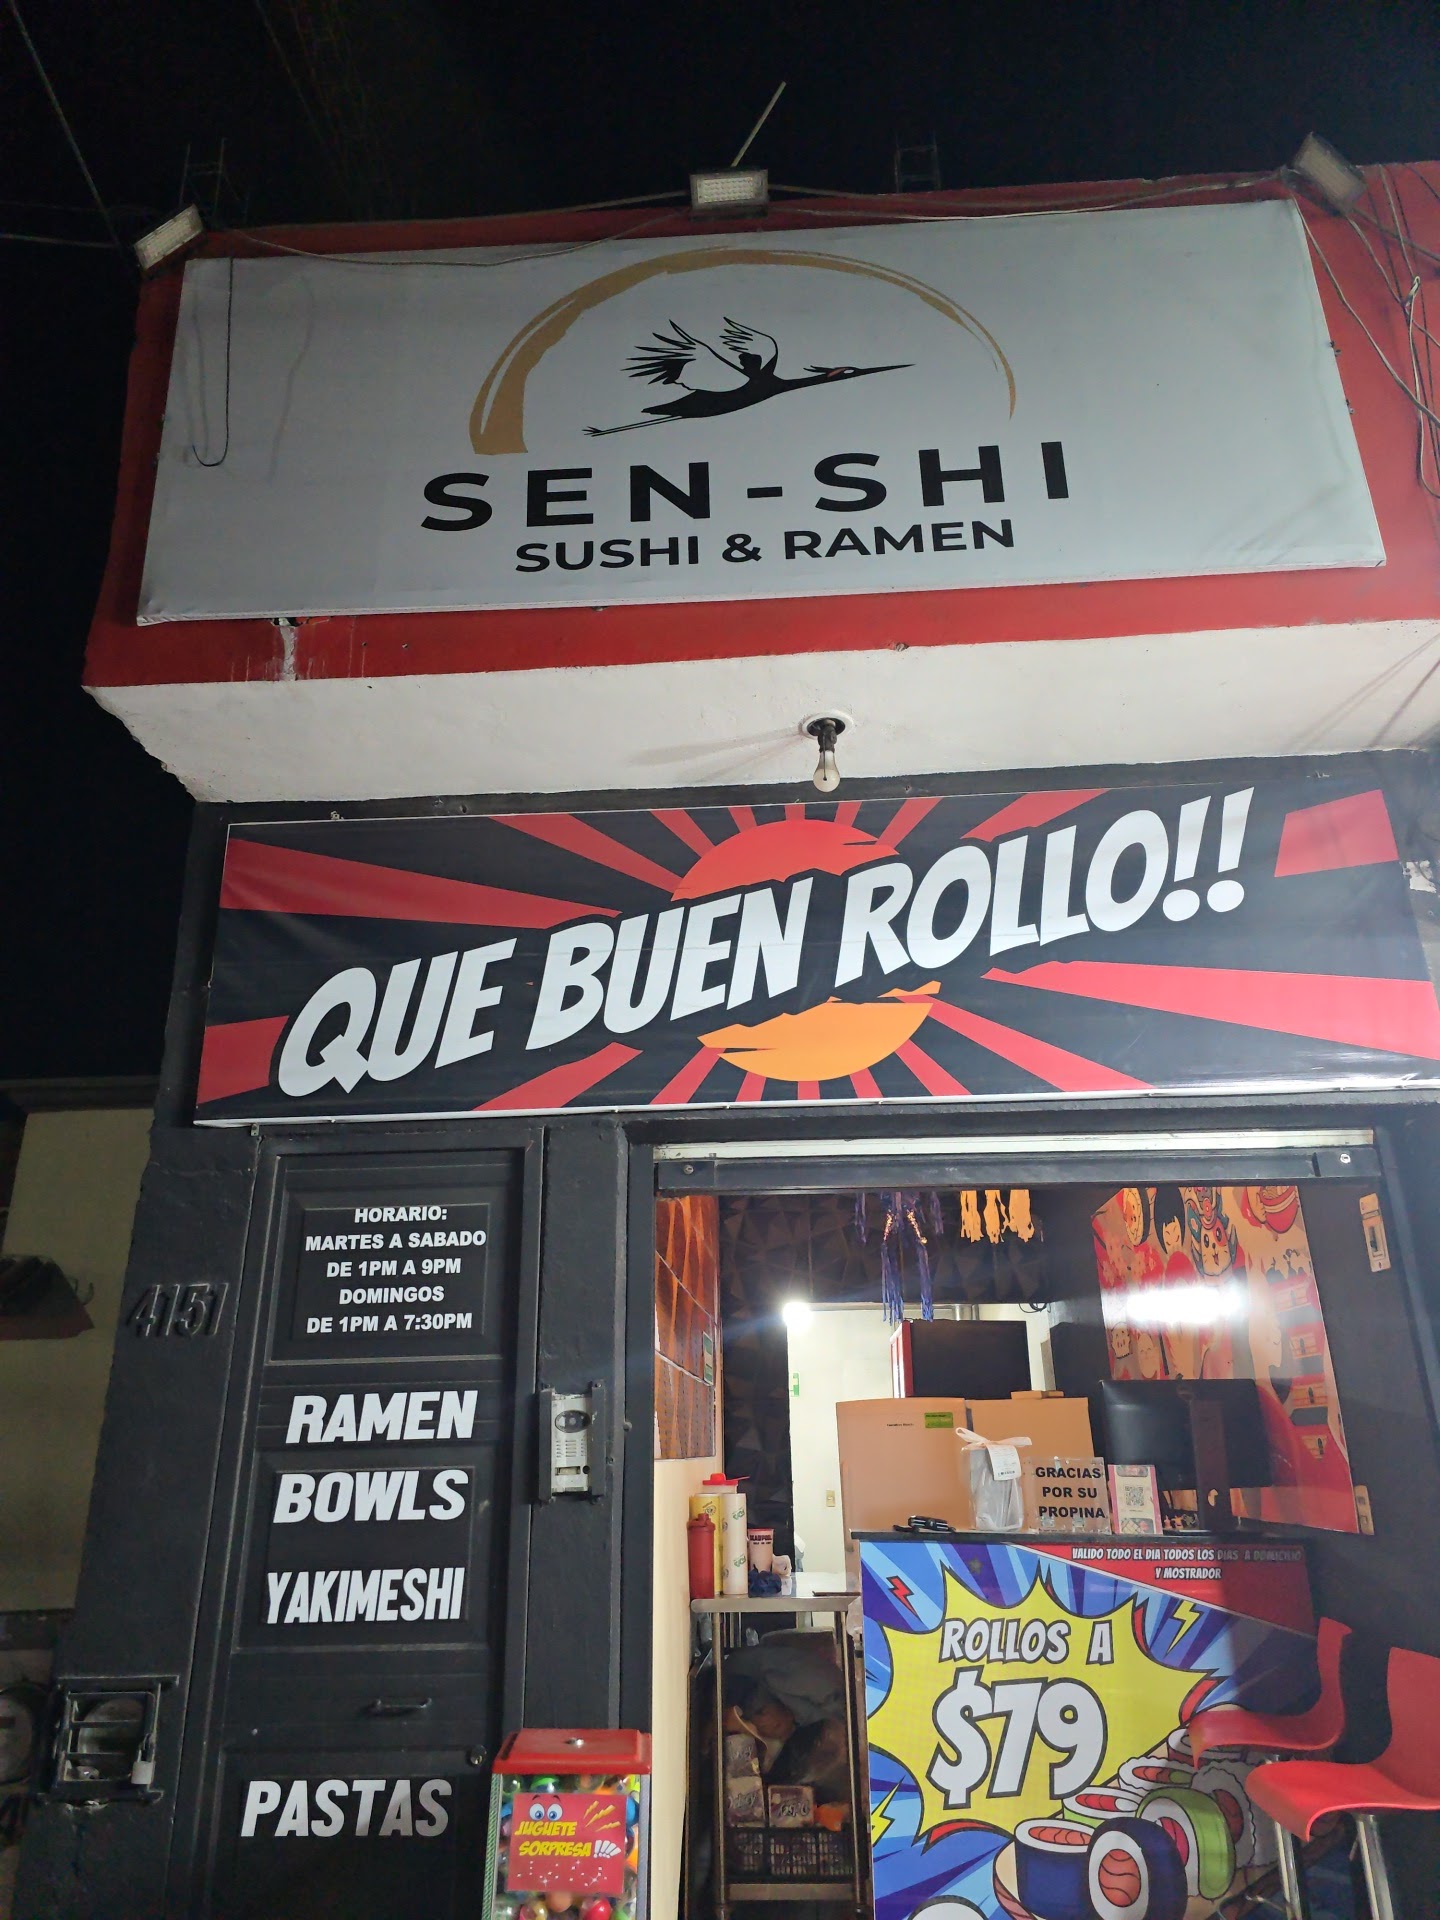 SEN-SHI
SUSHI & RAMEN
QUE BUEN ROLLO!!
HORARIO:
MARTES A SABADO
DE 1PM A 9PM
DOMINGOS
DE 1PM A 7:30PM
4151
RAMEN
BOWLS
YAKIMESHI
PASTAS
JUGUETE
SORPRESA!!!
GRACIAS
POR SU
PROPINA
VALIDO TODO EL DIA TODOS LOS DIAS A DOMICILIO
Y MOSTRADOR
ROLLOS A
$79